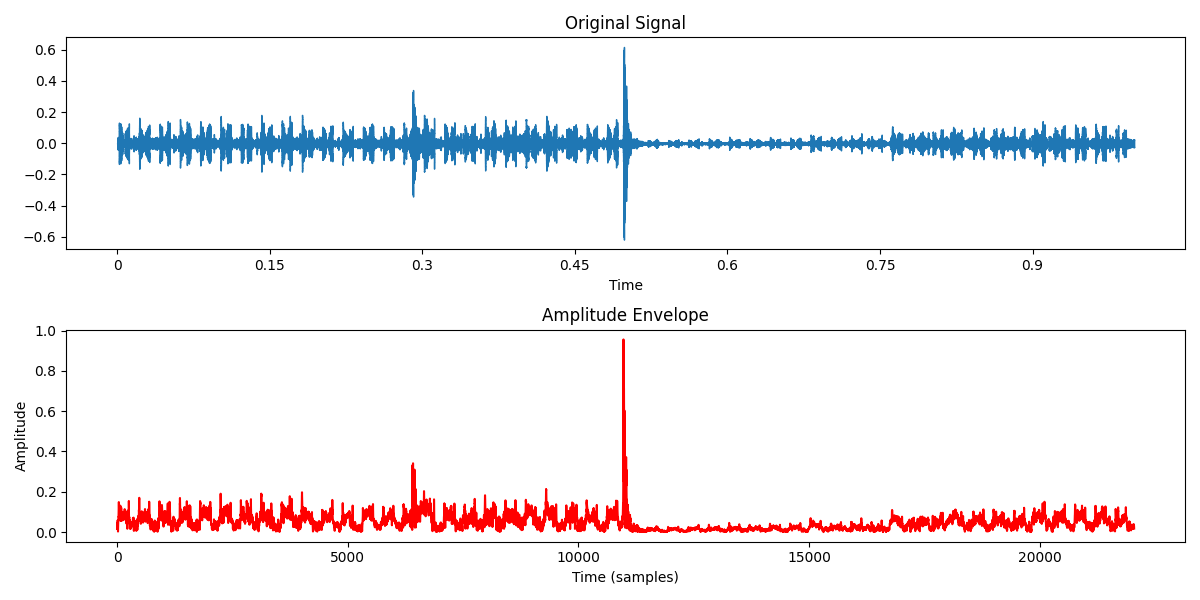 Original Signal
0.6
0.4
0.2
0.0
−0.2
−0.4
−0.6
0 0.15 0.3 0.45 0.6 0.75 0.9
Time
Amplitude Envelope
1.0
0.8
0.6
0.4
0.2
0.0
Amplitude
0 5000 10000 15000 20000
Time (samples)